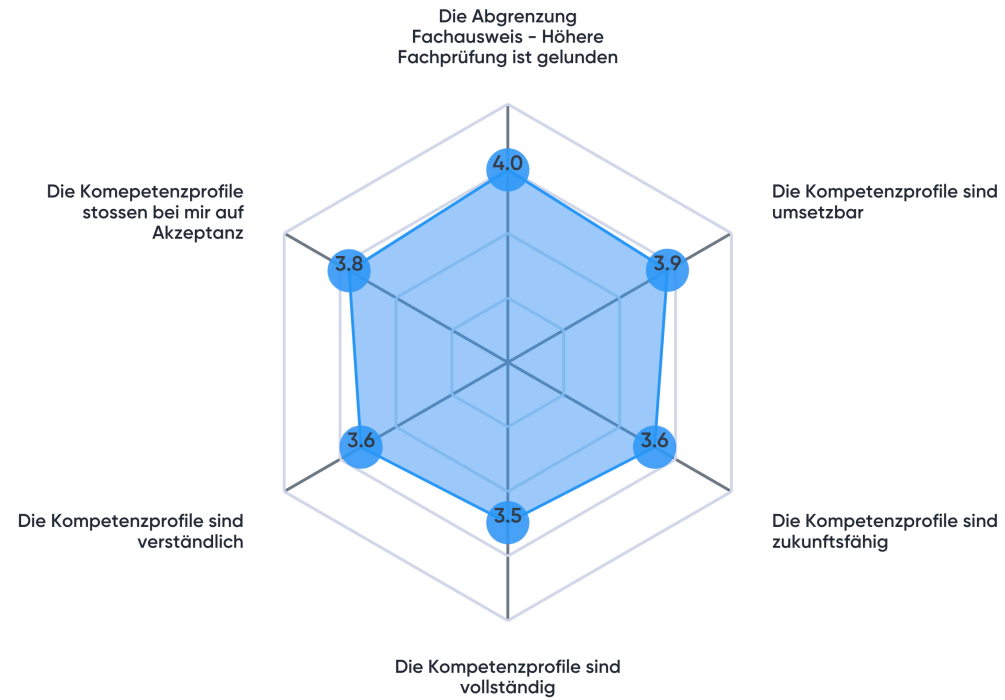 Die Abgrenzung
Fachausweis - Höhere
Fachprüfung ist gelunden
4.0
Die Komepetenzprofile
stossen bei mir auf
Akzeptanz
Die Kompetenzprofile sind
umsetzbar
3.8
3.9
3.6
3.6
3.5
Die Kompetenzprofile sind
verständlich
Die Kompetenzprofile sind
zukunftsfähig
Die Kompetenzprofile sind
vollständig